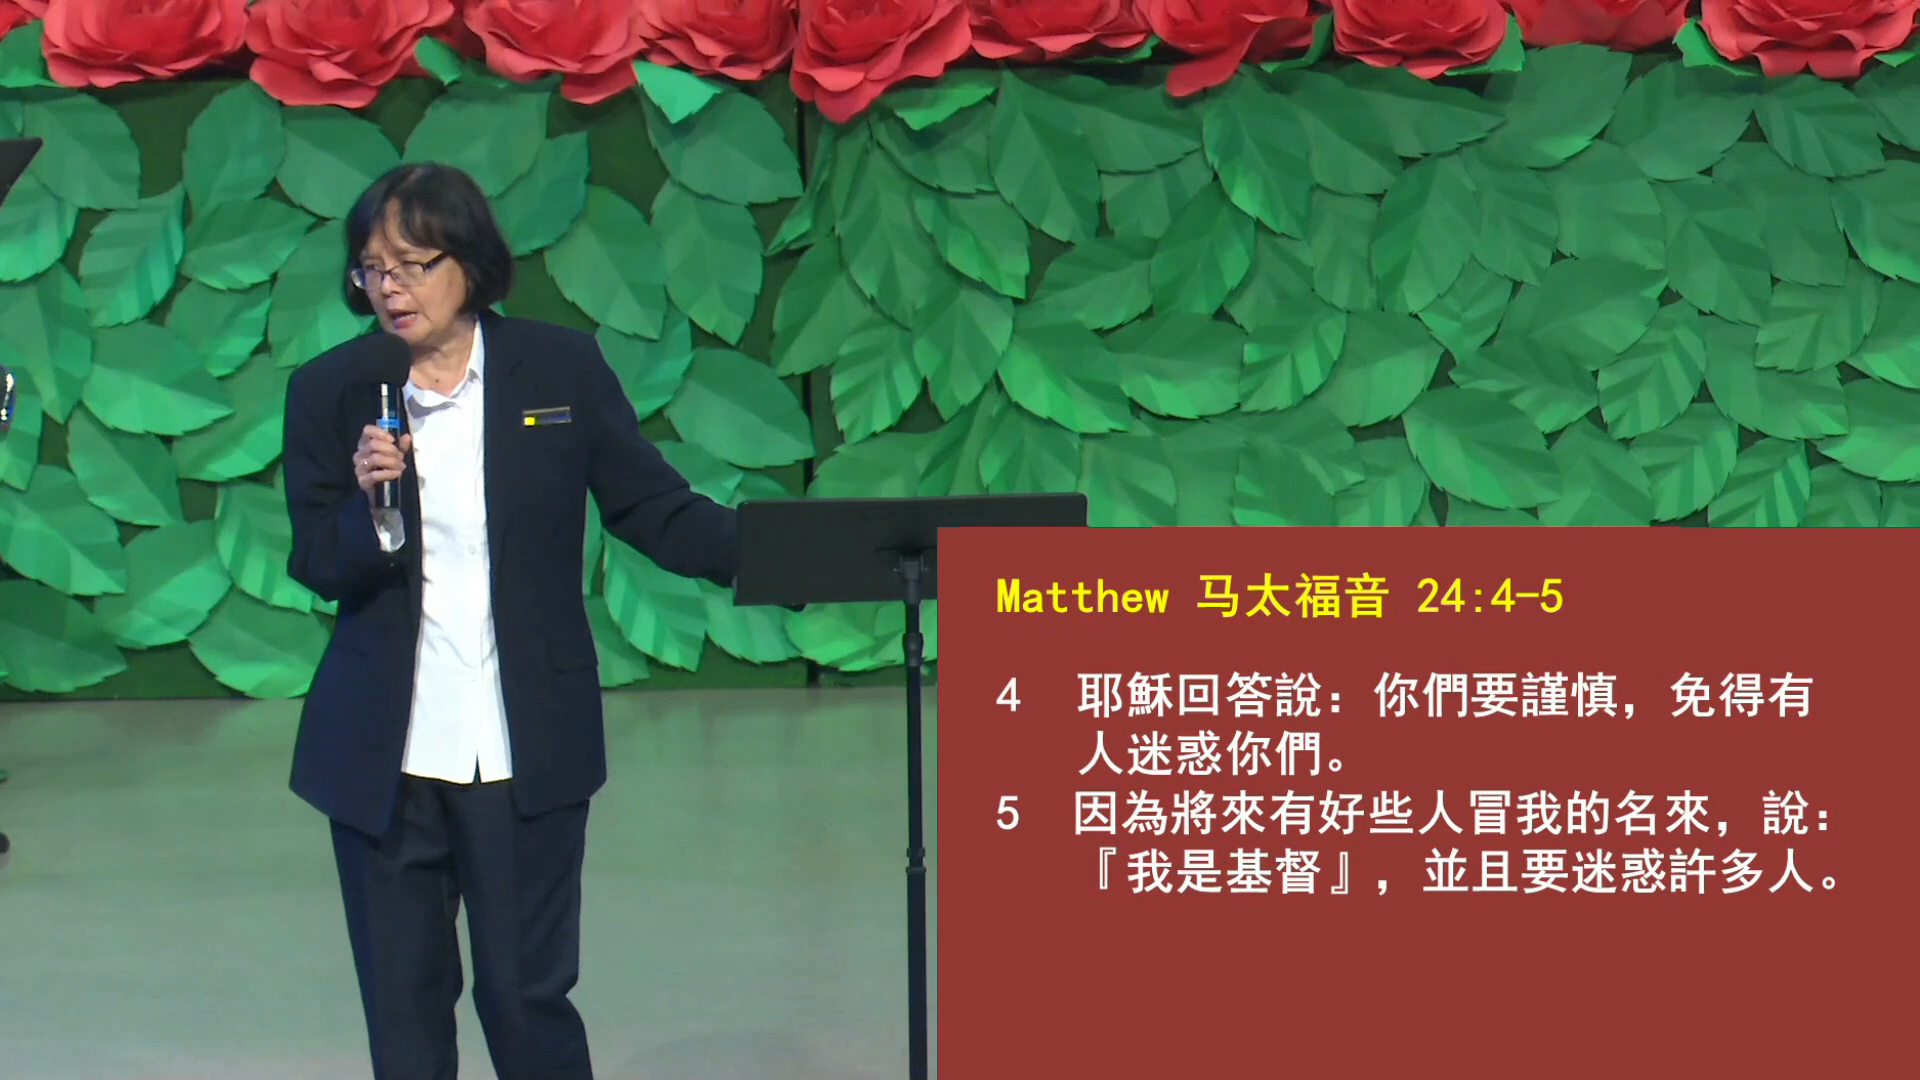 Matthew 马太福音 24:4-5
4 耶穌回答說：你們要謹慎，免得有
人迷惑你們。
5 因為將來有好些人冒我的名來，說：
『我是基督』，並且要迷惑許多人。